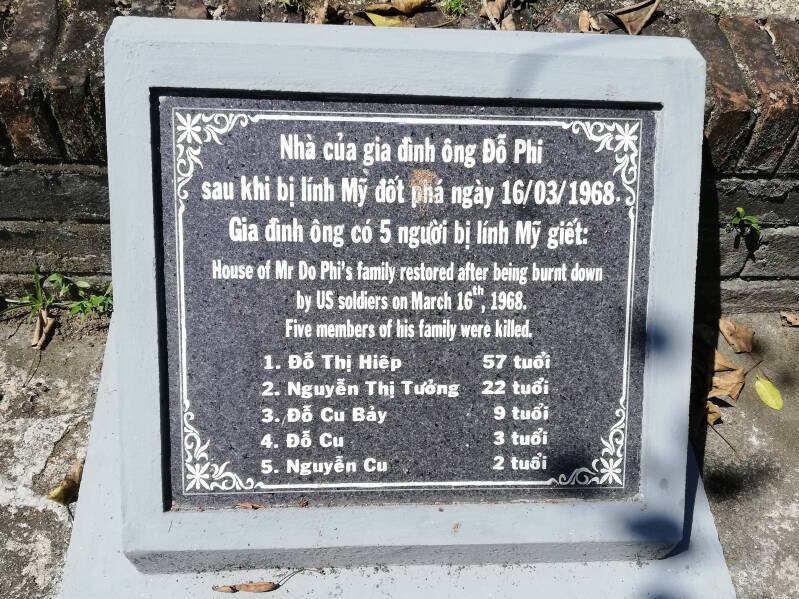 Nhà của gia đình ông Đỗ Phi
sau khi bị lính Mỹ đốt phá ngày 16/03/1968.
Gia đình ông có 5 người bị lính Mỹ giết:
House of Mr Do Phi's family restored after being burnt down
by US soldiers on March 16th, 1968.
Five members of his family were killed.
1. Đỗ Thị Hiệp 57 tuổi
2. Nguyễn Thị Tưởng 22 tuổi
3. Đỗ Cu Bảy 9 tuổi
4. Đỗ Cu 3 tuổi
5. Nguyễn Cu 2 tuổi